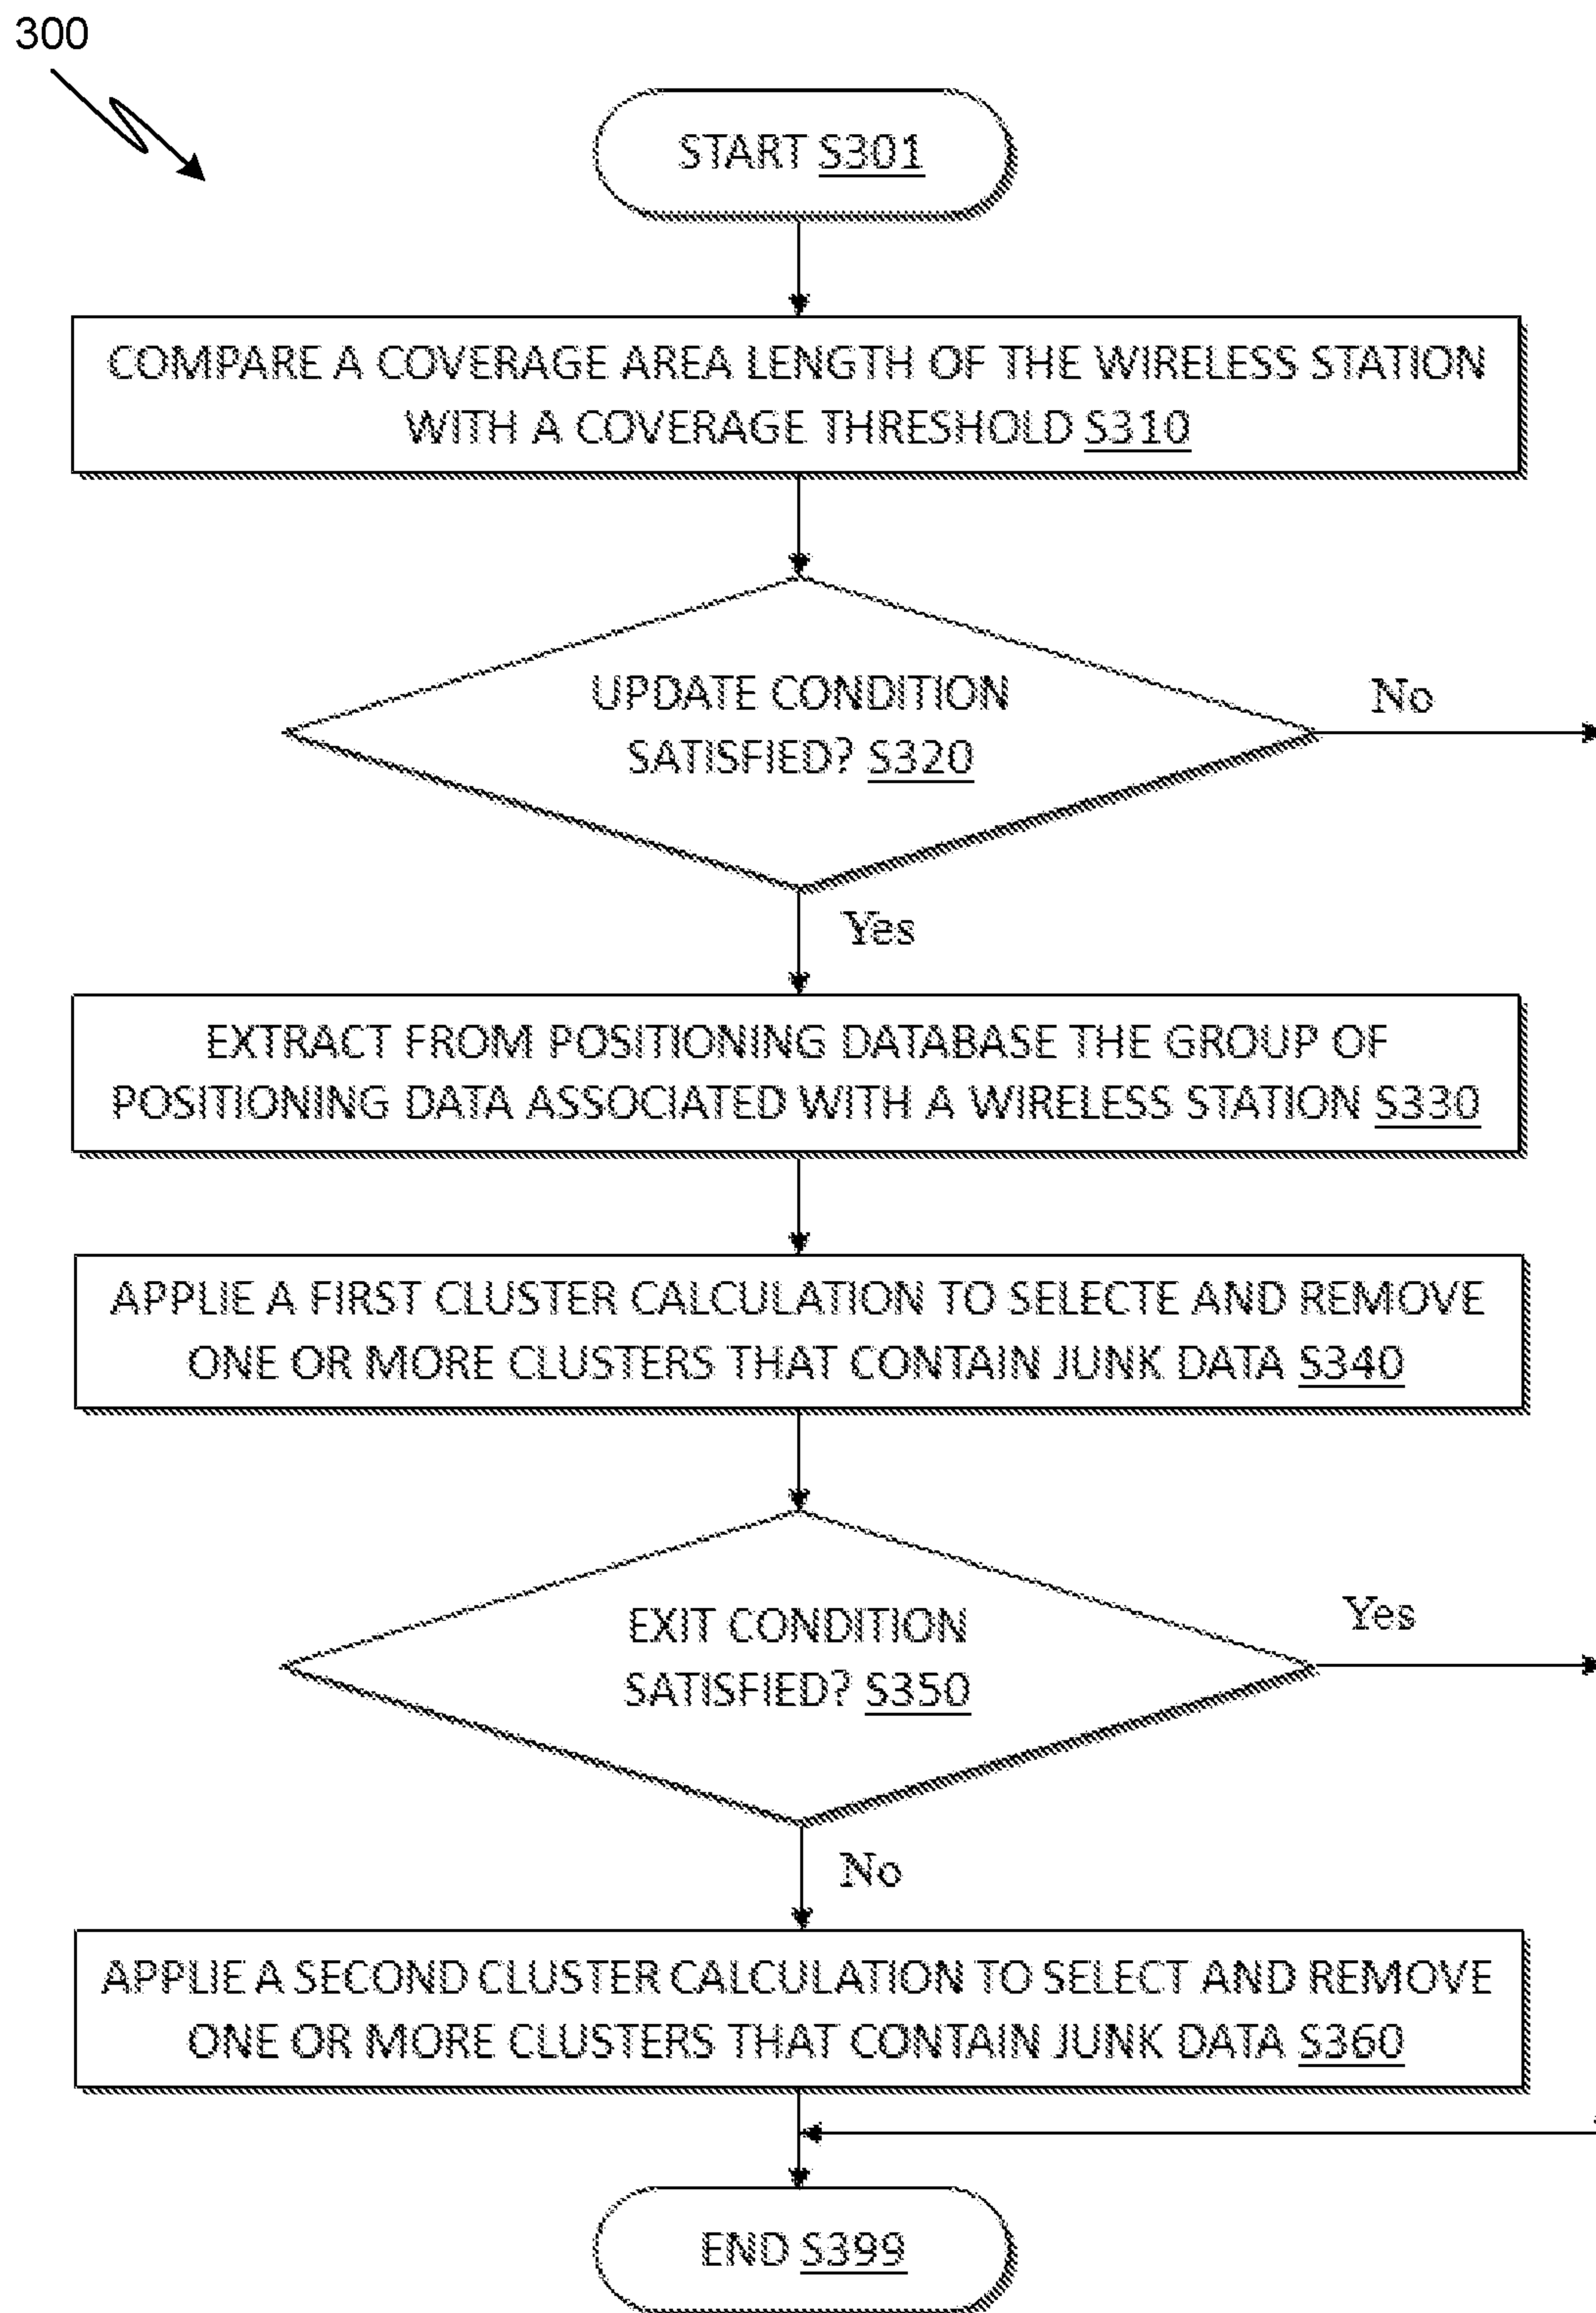 300
START S301
COMPARE A COVERAGE AREA LENGTH OF THE WIRELESS STATION
WITH A COVERAGE THRESHOLD S310
UPDATE CONDITION
SATISFIED? S320
No
Yes
EXTRACT FROM POSITIONING DATABASE THE GROUP OF
POSITIONING DATA ASSOCIATED WITH A WIRELESS STATION S330
APPLIE A FIRST CLUSTER CALCULATION TO SELECTE AND REMOVE
ONE OR MORE CLUSTERS THAT CONTAIN JUNK DATA S340
EXIT CONDITION
SATISFIED? S350
Yes
No
APPLIE A SECOND CLUSTER CALCULATION TO SELECT AND REMOVE
ONE OR MORE CLUSTERS THAT CONTAIN JUNK DATA S360
END S399